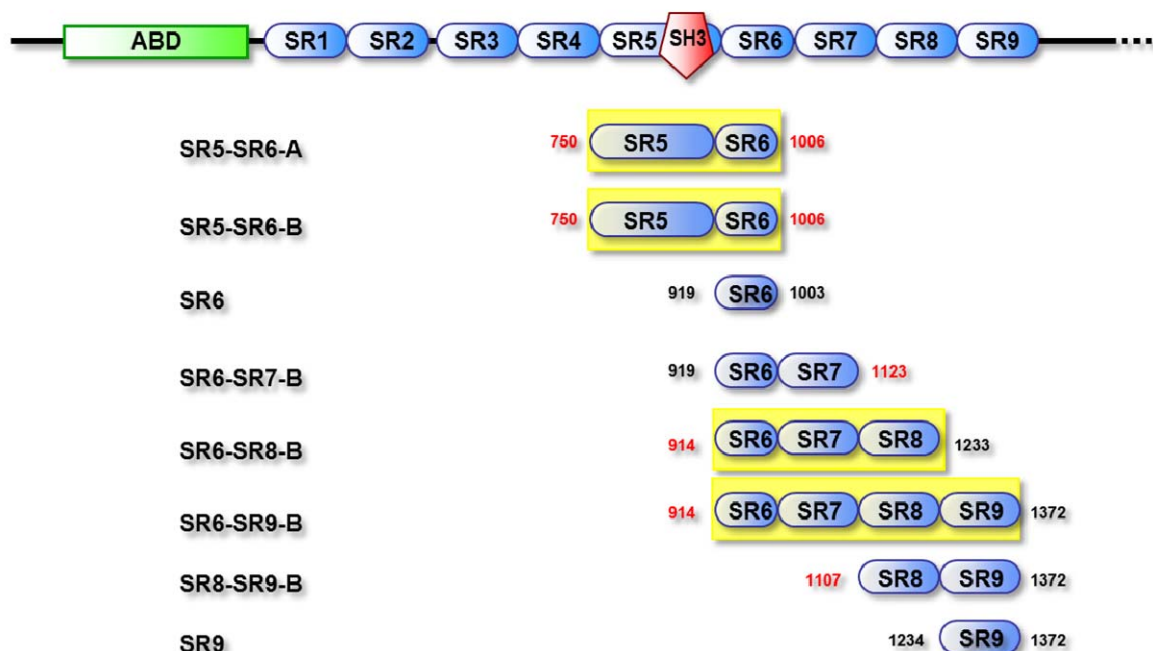 ABD SR1 SR2 SR3 SR4 SR5 SH3 SR6 SR7 SR8 SR9
SR5-SR6-A 750 SR5 SR6 1006
SR5-SR6-B 750 SR5 SR6 1006
SR6 919 SR6 1003
SR6-SR7-B 919 SR6 SR7 1123
SR6-SR8-B 914 SR6 SR7 SR8 1233
SR6-SR9-B 914 SR6 SR7 SR8 SR9 1372
SR8-SR9-B 1107 SR8 SR9 1372
SR9 1234 SR9 1372